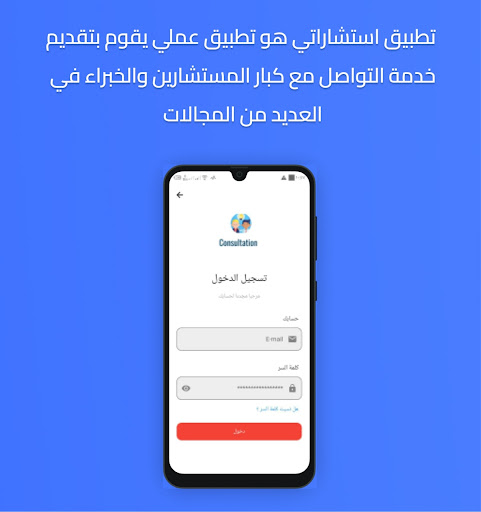 تطبيق استشاراتي هو تطبيق عملي يقوم بتقديم
خدمة التواصل مع كبار المستشارين والخبراء في
العديد من المجالات
Consultation
تسجيل الدخول
مرحبا مجددا لحسابك
حسابك
E-mail
كلمة السر
*****************
هل نسيت كلمة السر ؟
دخول